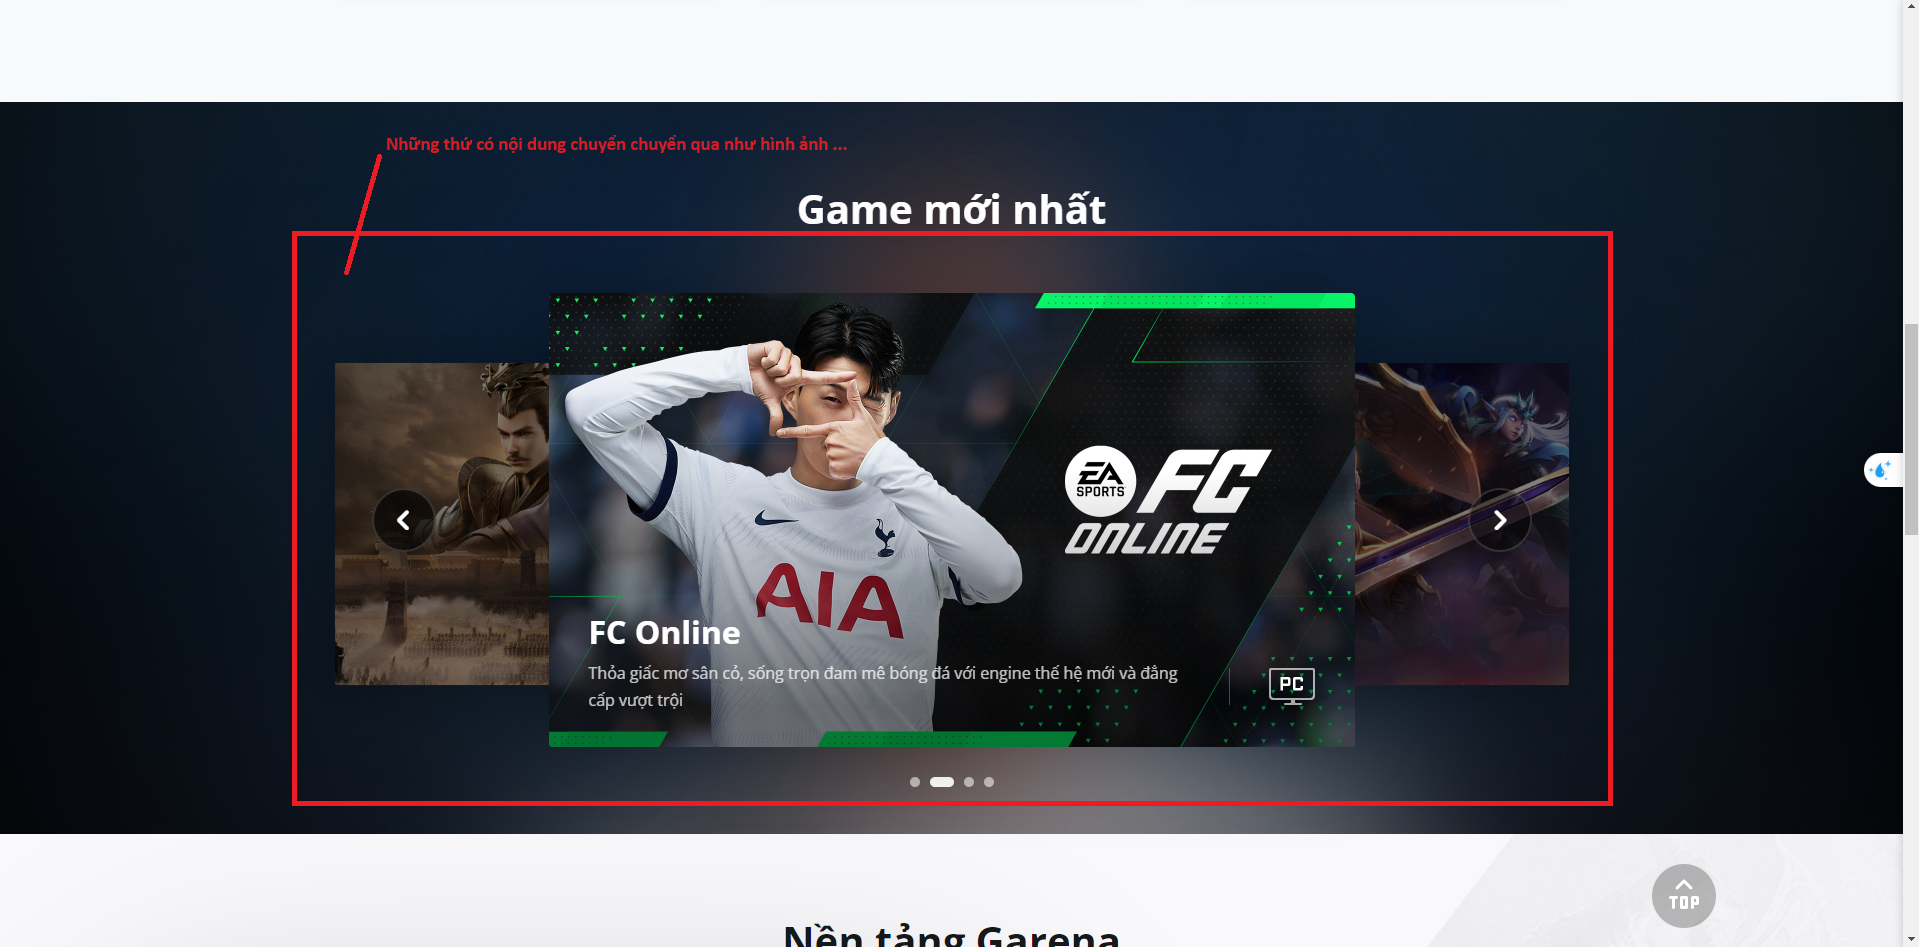 Những thứ có nội dung chuyển chuyển qua như hình ảnh ...
Game mới nhất
EA
SPORTS
FC
ONLINE
AIA
FC Online
Thỏa giấc mơ sân cỏ, sống trọn đam mê bóng đá với engine thế hệ mới và đẳng
cấp vượt trội
PC
TOP
Nền tảng Garena